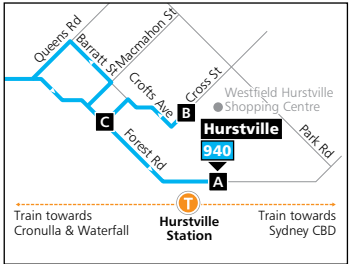 Queens Rd
Barratt St
Macmahon St
Crofts Ave
Cross St
B
Westfield Hurstville
Shopping Centre
C
Hurstville
940
Forest Rd
Park Rd
A
T
Train towards
Cronulla & Waterfall
Hurstville
Station
Train towards
Sydney CBD